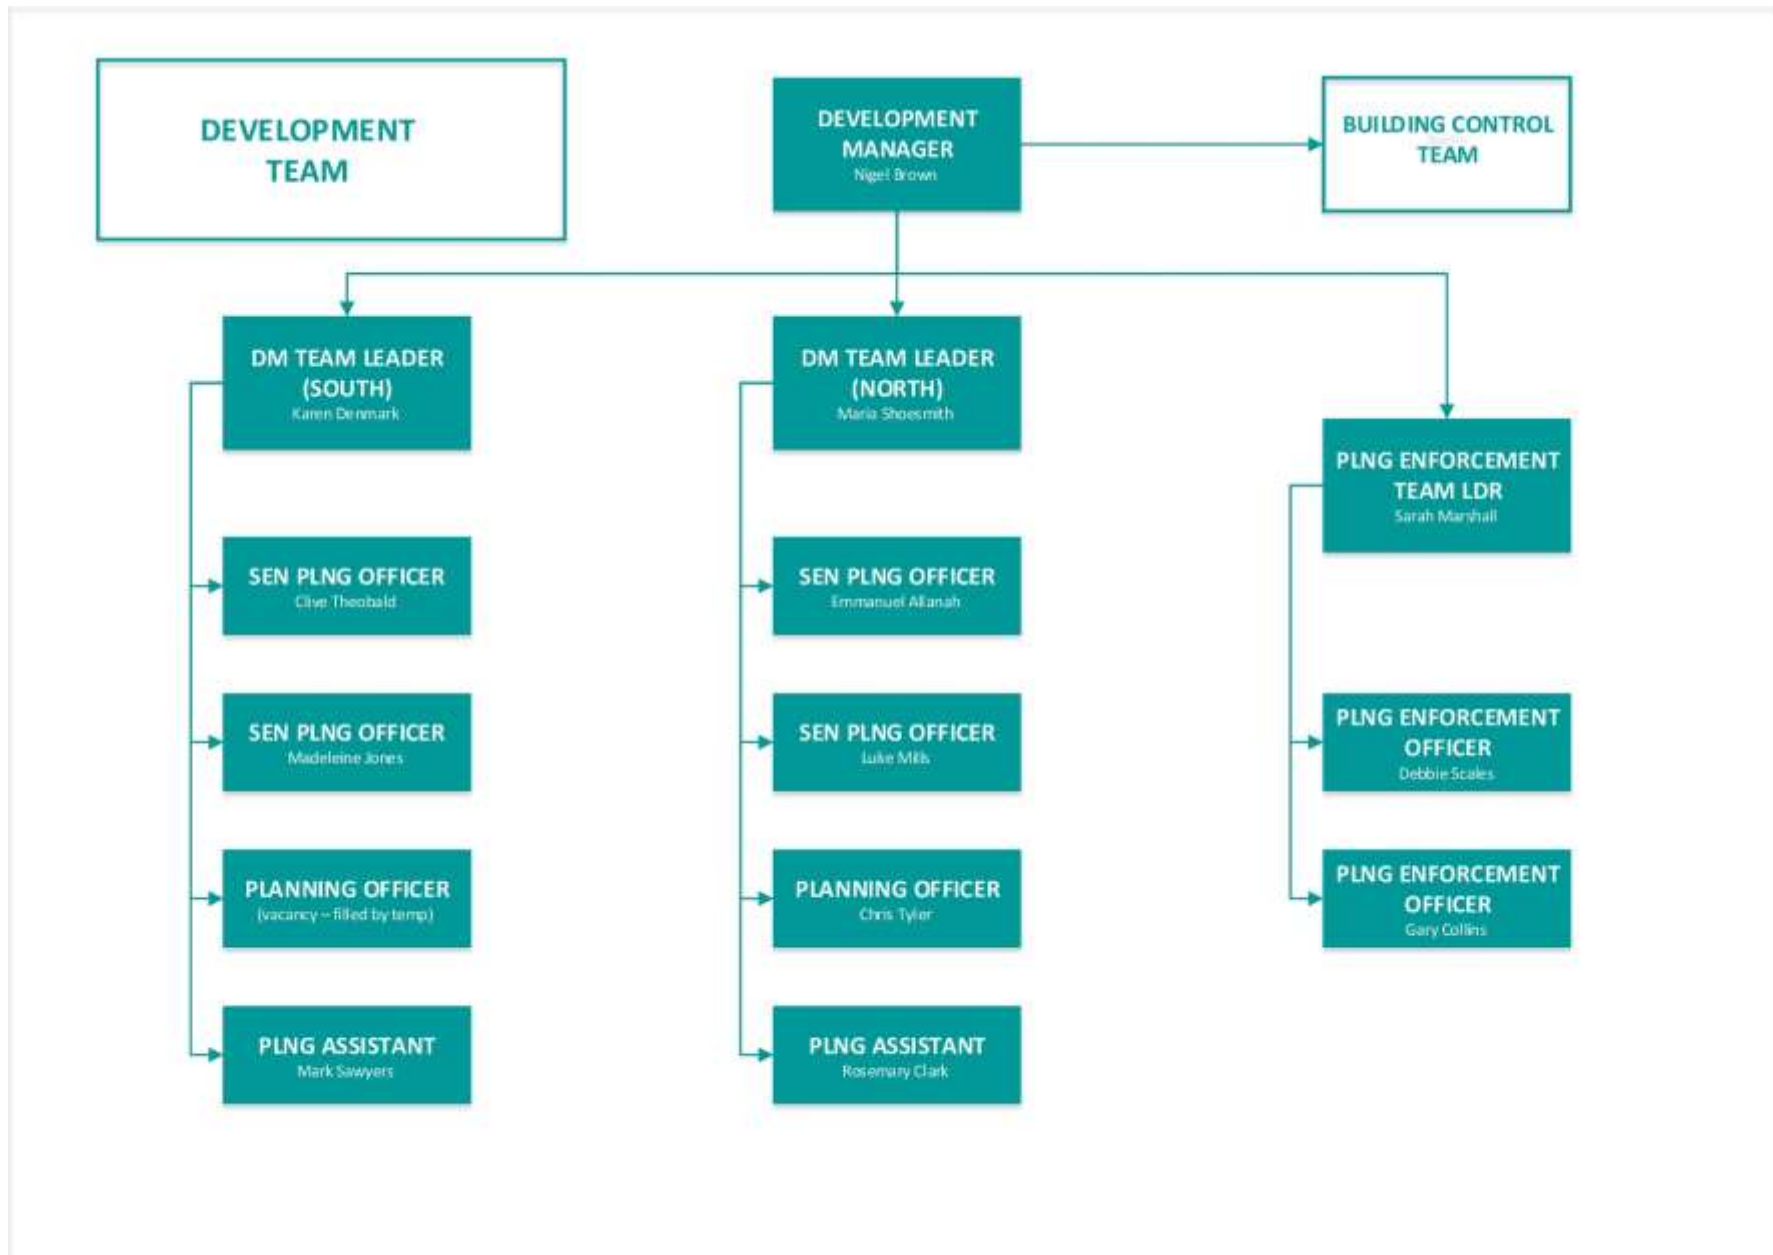 DEVELOPMENT
TEAM
DEVELOPMENT
MANAGER
Nigel Brown
BUILDING CONTROL
TEAM
DM TEAM LEADER
(SOUTH)
Karen Denmark
DM TEAM LEADER
(NORTH)
Maria Shoesmith
PLNG ENFORCEMENT
TEAM LDR
Sarah Marshall
SEN PLNG OFFICER
Clive Theobald
SEN PLNG OFFICER
Emmanuel Allanah
SEN PLNG OFFICER
Madeleine Jones
SEN PLNG OFFICER
Luke Mills
PLNG ENFORCEMENT
OFFICER
Debbie Scales
PLANNING OFFICER
(vacancy – filled by temp)
PLANNING OFFICER
Chris Tyler
PLNG ENFORCEMENT
OFFICER
Gary Collins
PLNG ASSISTANT
Mark Sawyers
PLNG ASSISTANT
Rosemary Clark